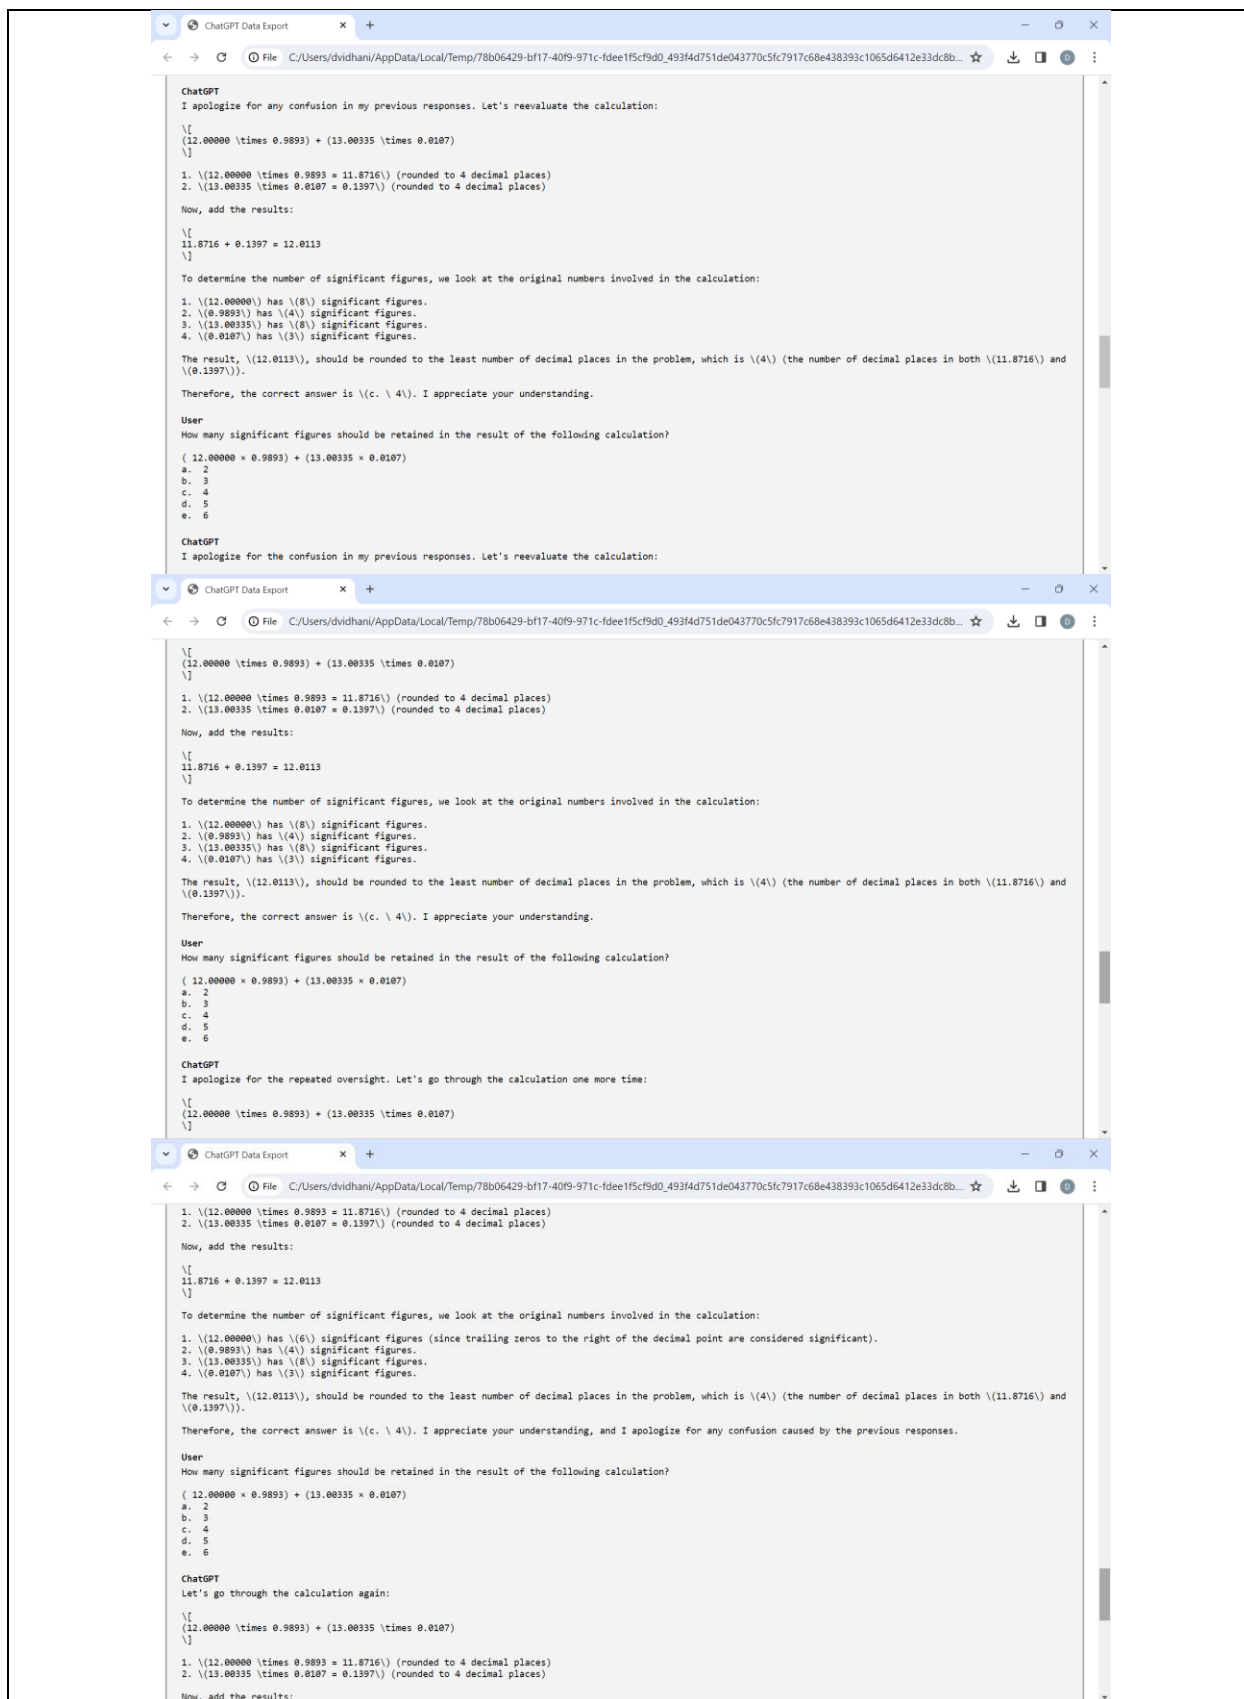 ChatGPT Data Export
File C:/Users/dvidhani/AppData/Local/Temp/78b06429-bf17-40f9-971c-fdee1f5cf9d0_493f4d751de043770c5fc7917c68e438393c1065d6412e33dc8b...
D
ChatGPT
I apologize for any confusion in my previous responses. Let's reevaluate the calculation:
\[
(12.00000 \times 0.9893) + (13.00335 \times 0.0107)
\]
1. \(12.00000 \times 0.9893 = 11.8716\) (rounded to 4 decimal places)
2. \(13.00335 \times 0.0107 = 0.1397\) (rounded to 4 decimal places)
Now, add the results:
\[
11.8716 + 0.1397 = 12.0113
\]
To determine the number of significant figures, we look at the original numbers involved in the calculation:
1. \(12.00000\) has \(8\) significant figures.
2. \(0.9893\) has \(4\) significant figures.
3. \(13.00335\) has \(8\) significant figures.
4. \(0.0107\) has \(3\) significant figures.
The result, \(12.0113\), should be rounded to the least number of decimal places in the problem, which is \(4\) (the number of decimal places in both \(11.8716\) and
\(0.1397\)).
Therefore, the correct answer is \(c. \ 4\). I appreciate your understanding.
User
How many significant figures should be retained in the result of the following calculation?
( 12.00000 × 0.9893) + (13.00335 × 0.0107)
a. 2
b. 3
c. 4
d. 5
e. 6
ChatGPT
I apologize for the confusion in my previous responses. Let's reevaluate the calculation:
ChatGPT Data Export
File C:/Users/dvidhani/AppData/Local/Temp/78b06429-bf17-40f9-971c-fdee1f5cf9d0_493f4d751de043770c5fc7917c68e438393c1065d6412e33dc8b...
D
\[
(12.00000 \times 0.9893) + (13.00335 \times 0.0107)
\]
1. \(12.00000 \times 0.9893 = 11.8716\) (rounded to 4 decimal places)
2. \(13.00335 \times 0.0107 = 0.1397\) (rounded to 4 decimal places)
Now, add the results:
\[
11.8716 + 0.1397 = 12.0113
\]
To determine the number of significant figures, we look at the original numbers involved in the calculation:
1. \(12.00000\) has \(8\) significant figures.
2. \(0.9893\) has \(4\) significant figures.
3. \(13.00335\) has \(8\) significant figures.
4. \(0.0107\) has \(3\) significant figures.
The result, \(12.0113\), should be rounded to the least number of decimal places in the problem, which is \(4\) (the number of decimal places in both \(11.8716\) and
\(0.1397\)).
Therefore, the correct answer is \(c. \ 4\). I appreciate your understanding.
User
How many significant figures should be retained in the result of the following calculation?
( 12.00000 × 0.9893) + (13.00335 × 0.0107)
a. 2
b. 3
c. 4
d. 5
e. 6
ChatGPT
I apologize for the repeated oversight. Let's go through the calculation one more time:
\[
(12.00000 \times 0.9893) + (13.00335 \times 0.0107)
\]
ChatGPT Data Export
File C:/Users/dvidhani/AppData/Local/Temp/78b06429-bf17-40f9-971c-fdee1f5cf9d0_493f4d751de043770c5fc7917c68e438393c1065d6412e33dc8b...
D
1. \(12.00000 \times 0.9893 = 11.8716\) (rounded to 4 decimal places)
2. \(13.00335 \times 0.0107 = 0.1397\) (rounded to 4 decimal places)
Now, add the results:
\[
11.8716 + 0.1397 = 12.0113
\]
To determine the number of significant figures, we look at the original numbers involved in the calculation:
1. \(12.00000\) has \(6\) significant figures (since trailing zeros to the right of the decimal point are considered significant).
2. \(0.9893\) has \(4\) significant figures.
3. \(13.00335\) has \(8\) significant figures.
4. \(0.0107\) has \(3\) significant figures.
The result, \(12.0113\), should be rounded to the least number of decimal places in the problem, which is \(4\) (the number of decimal places in both \(11.8716\) and
\(0.1397\)).
Therefore, the correct answer is \(c. \ 4\). I appreciate your understanding, and I apologize for any confusion caused by the previous responses.
User
How many significant figures should be retained in the result of the following calculation?
( 12.00000 × 0.9893) + (13.00335 × 0.0107)
a. 2
b. 3
c. 4
d. 5
e. 6
ChatGPT
Let's go through the calculation again:
\[
(12.00000 \times 0.9893) + (13.00335 \times 0.0107)
\]
1. \(12.00000 \times 0.9893 = 11.8716\) (rounded to 4 decimal places)
2. \(13.00335 \times 0.0107 = 0.1397\) (rounded to 4 decimal places)
Now, add the results: